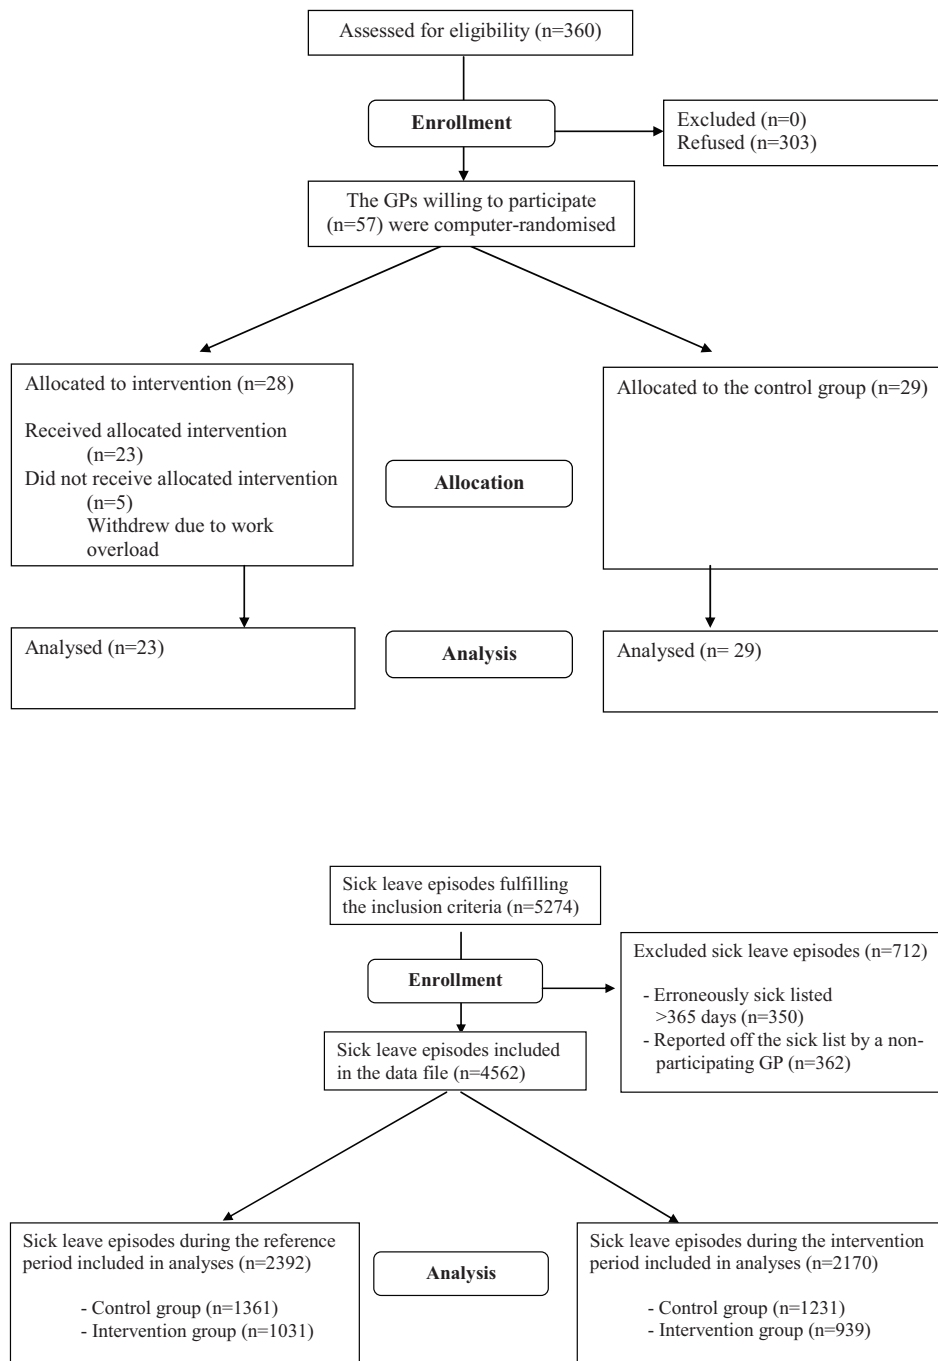 Assessed for eligibility (n=360)
Enrollment
Excluded (n=0)
Refused (n=303)
The GPs willing to participate
(n=57) were computer-randomised
Allocated to intervention (n=28)
Received allocated intervention
(n=23)
Did not receive allocated intervention
(n=5)
Withdrew due to work
overload
Allocated to the control group (n=29)
Allocation
Analysed (n=23)
Analysis
Analysed (n= 29)
Sick leave episodes fulfilling
the inclusion criteria (n=5274)
Enrollment
Excluded sick leave episodes (n=712)
- Erroneously sick listed
>365 days (n=350)
- Reported off the sick list by a non-
participating GP (n=362)
Sick leave episodes included
in the data file (n=4562)
Sick leave episodes during the reference
period included in analyses (n=2392)
- Control group (n=1361)
- Intervention group (n=1031)
Analysis
Sick leave episodes during the intervention
period included in analyses (n=2170)
- Control group (n=1231)
- Intervention group (n=939)